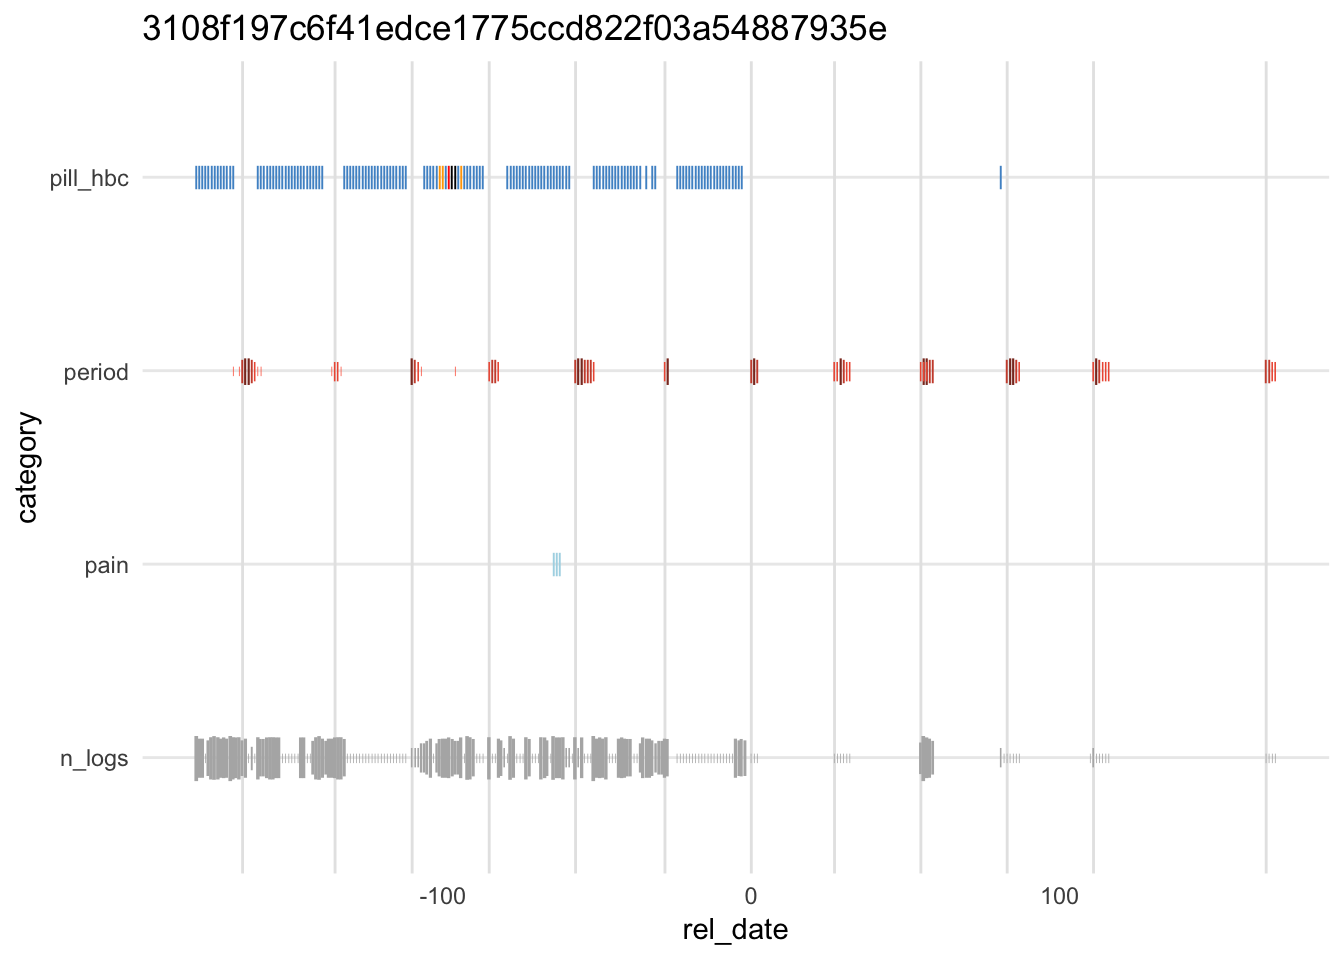 3108f197c6f41edce1775ccd822f03a54887935e
pill_hbc
period
pain
n_logs
category
-100
0
100
rel_date